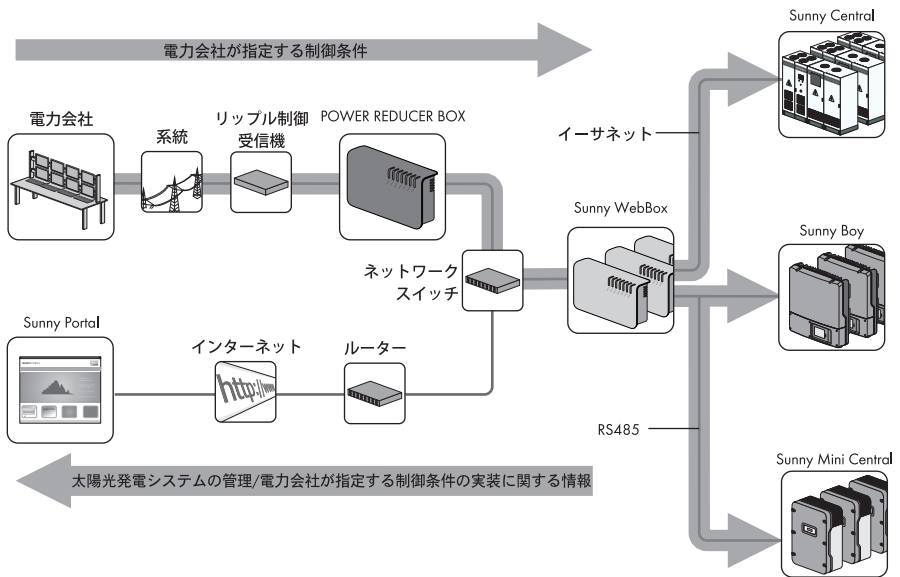 Sunny Central
電力会社が指定する制御条件
電力会社
系統
リップル制御
受信機
POWER REDUCER BOX
イーサネット
Sunny WebBox
Sunny Boy
ネットワーク
スイッチ
Sunny Portal
インターネット
ルーター
http://ww
RS485
Sunny Mini Central
太陽光発電システムの管理/電力会社が指定する制御条件の実装に関する情報